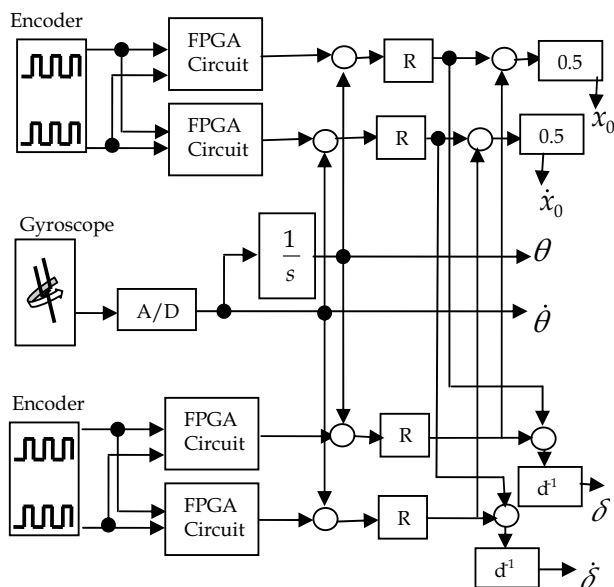 Encoder
FPGA
Circuit
R
0.5
x₀
FPGA
Circuit
R
0.5
ẋ₀
Gyroscope
1
s
θ
A/D
θ̇
Encoder
FPGA
Circuit
R
d⁻¹
δ
FPGA
Circuit
R
d⁻¹
δ̇